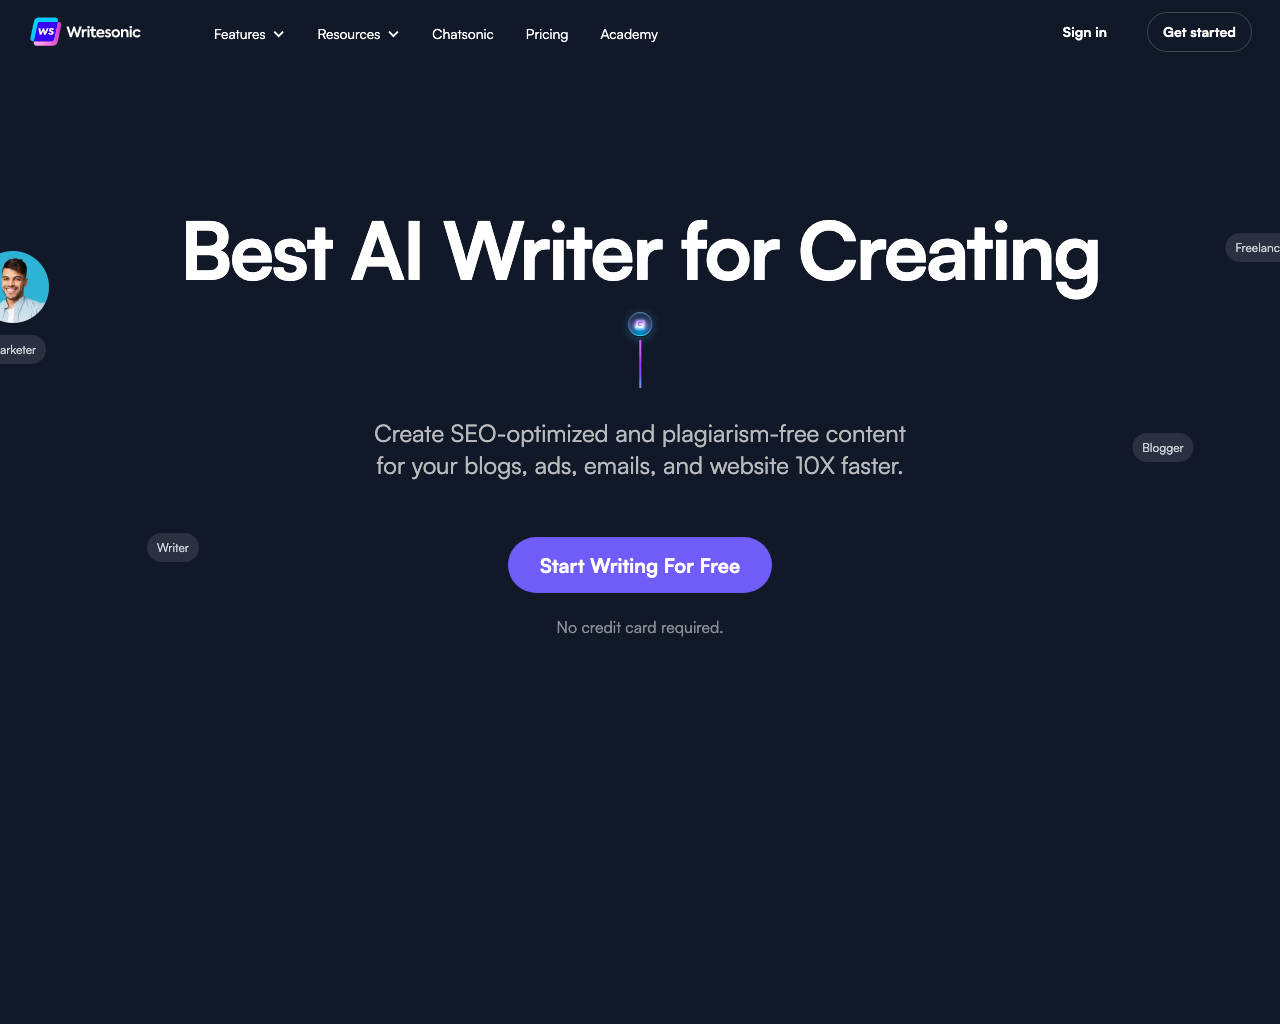 WS Writesonic
Features
Resources
Chatsonic
Pricing
Academy
Sign in
Get started
Best AI Writer for Creating
Freelanc
arketer
Create SEO-optimized and plagiarism-free content
for your blogs, ads, emails, and website 10X faster.
Blogger
Writer
Start Writing For Free
No credit card required.